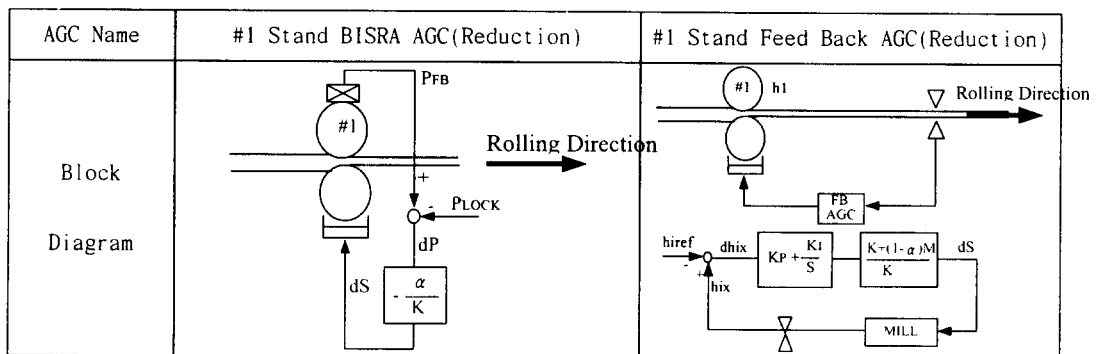 AGC Name
#1 Stand BISRA AGC(Reduction)
#1 Stand Feed Back AGC(Reduction)
Block
Diagram
PFB
#1
Rolling Direction
+
-
PLOCK
dP
dS
- α
K
#1
h1
Rolling Direction
FB
AGC
hiref
-
+
dhix
hix
KP + KI
S
K+(1-α)M
K
dS
MILL